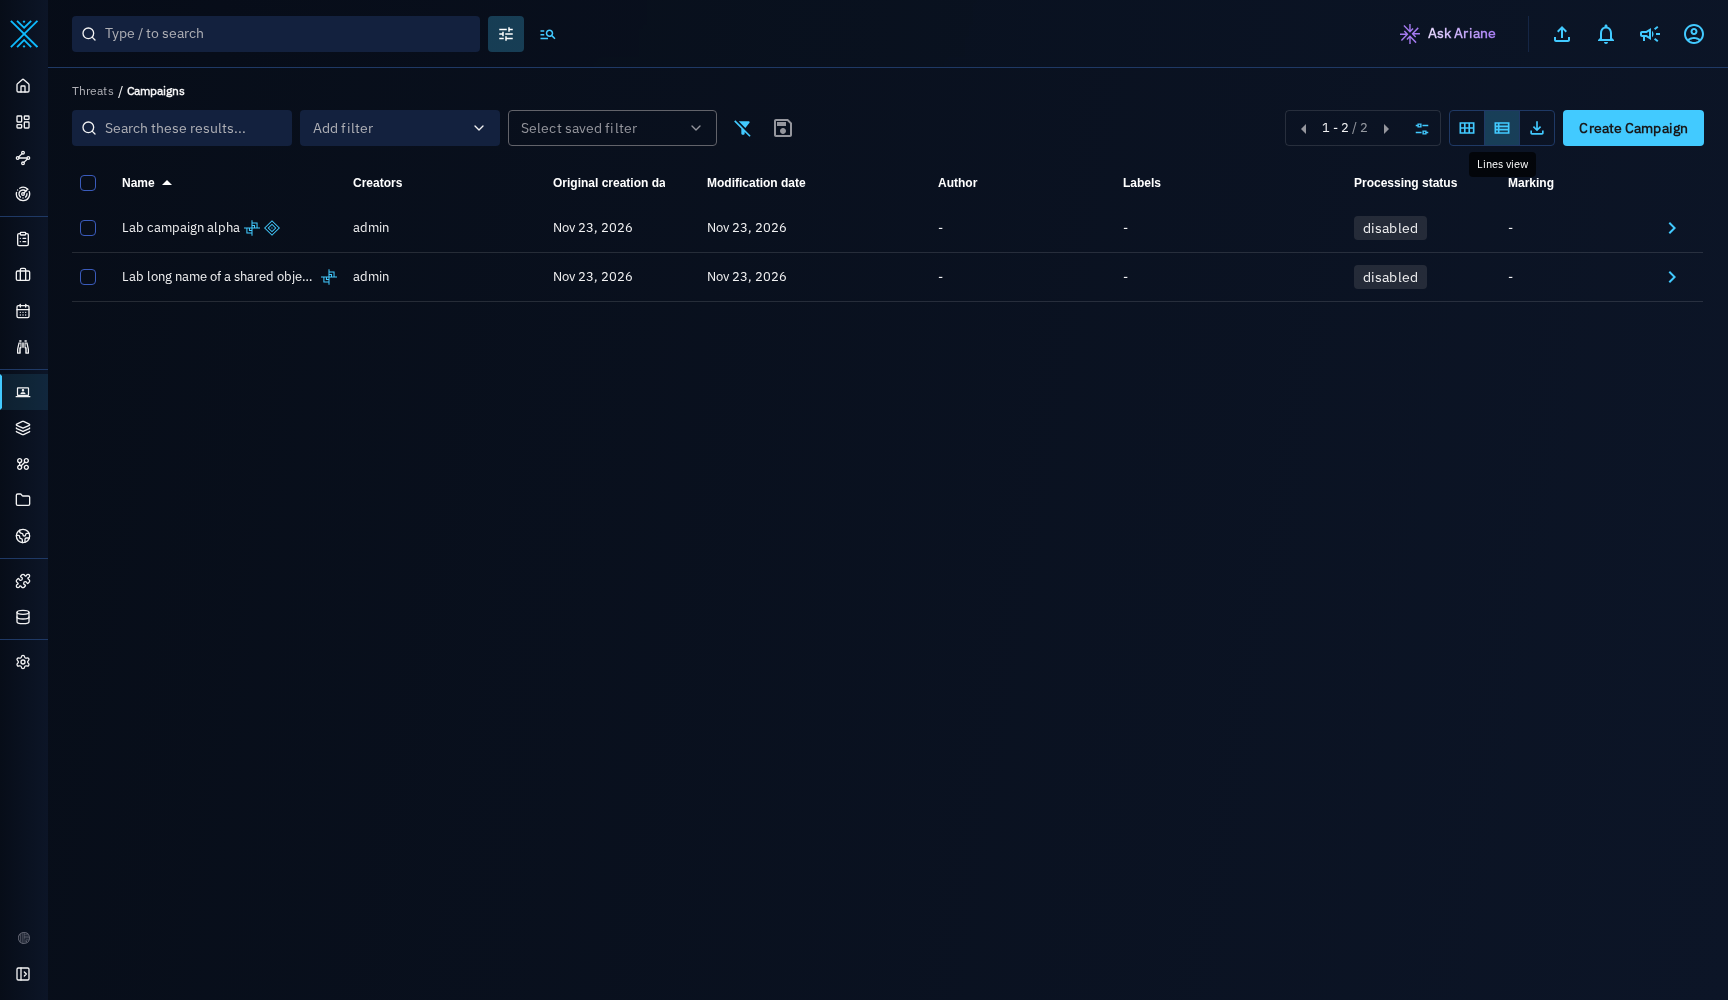 Type / to search
Ask Ariane
Threats / Campaigns
Search these results...
Add filter
Select saved filter
1 - 2 / 2
Create Campaign
Lines view
Name Creators Original creation da Modification date Author Labels Processing status Marking
Lab campaign alpha admin Nov 23, 2026 Nov 23, 2026 - - disabled -
Lab long name of a shared obje... admin Nov 23, 2026 Nov 23, 2026 - - disabled -